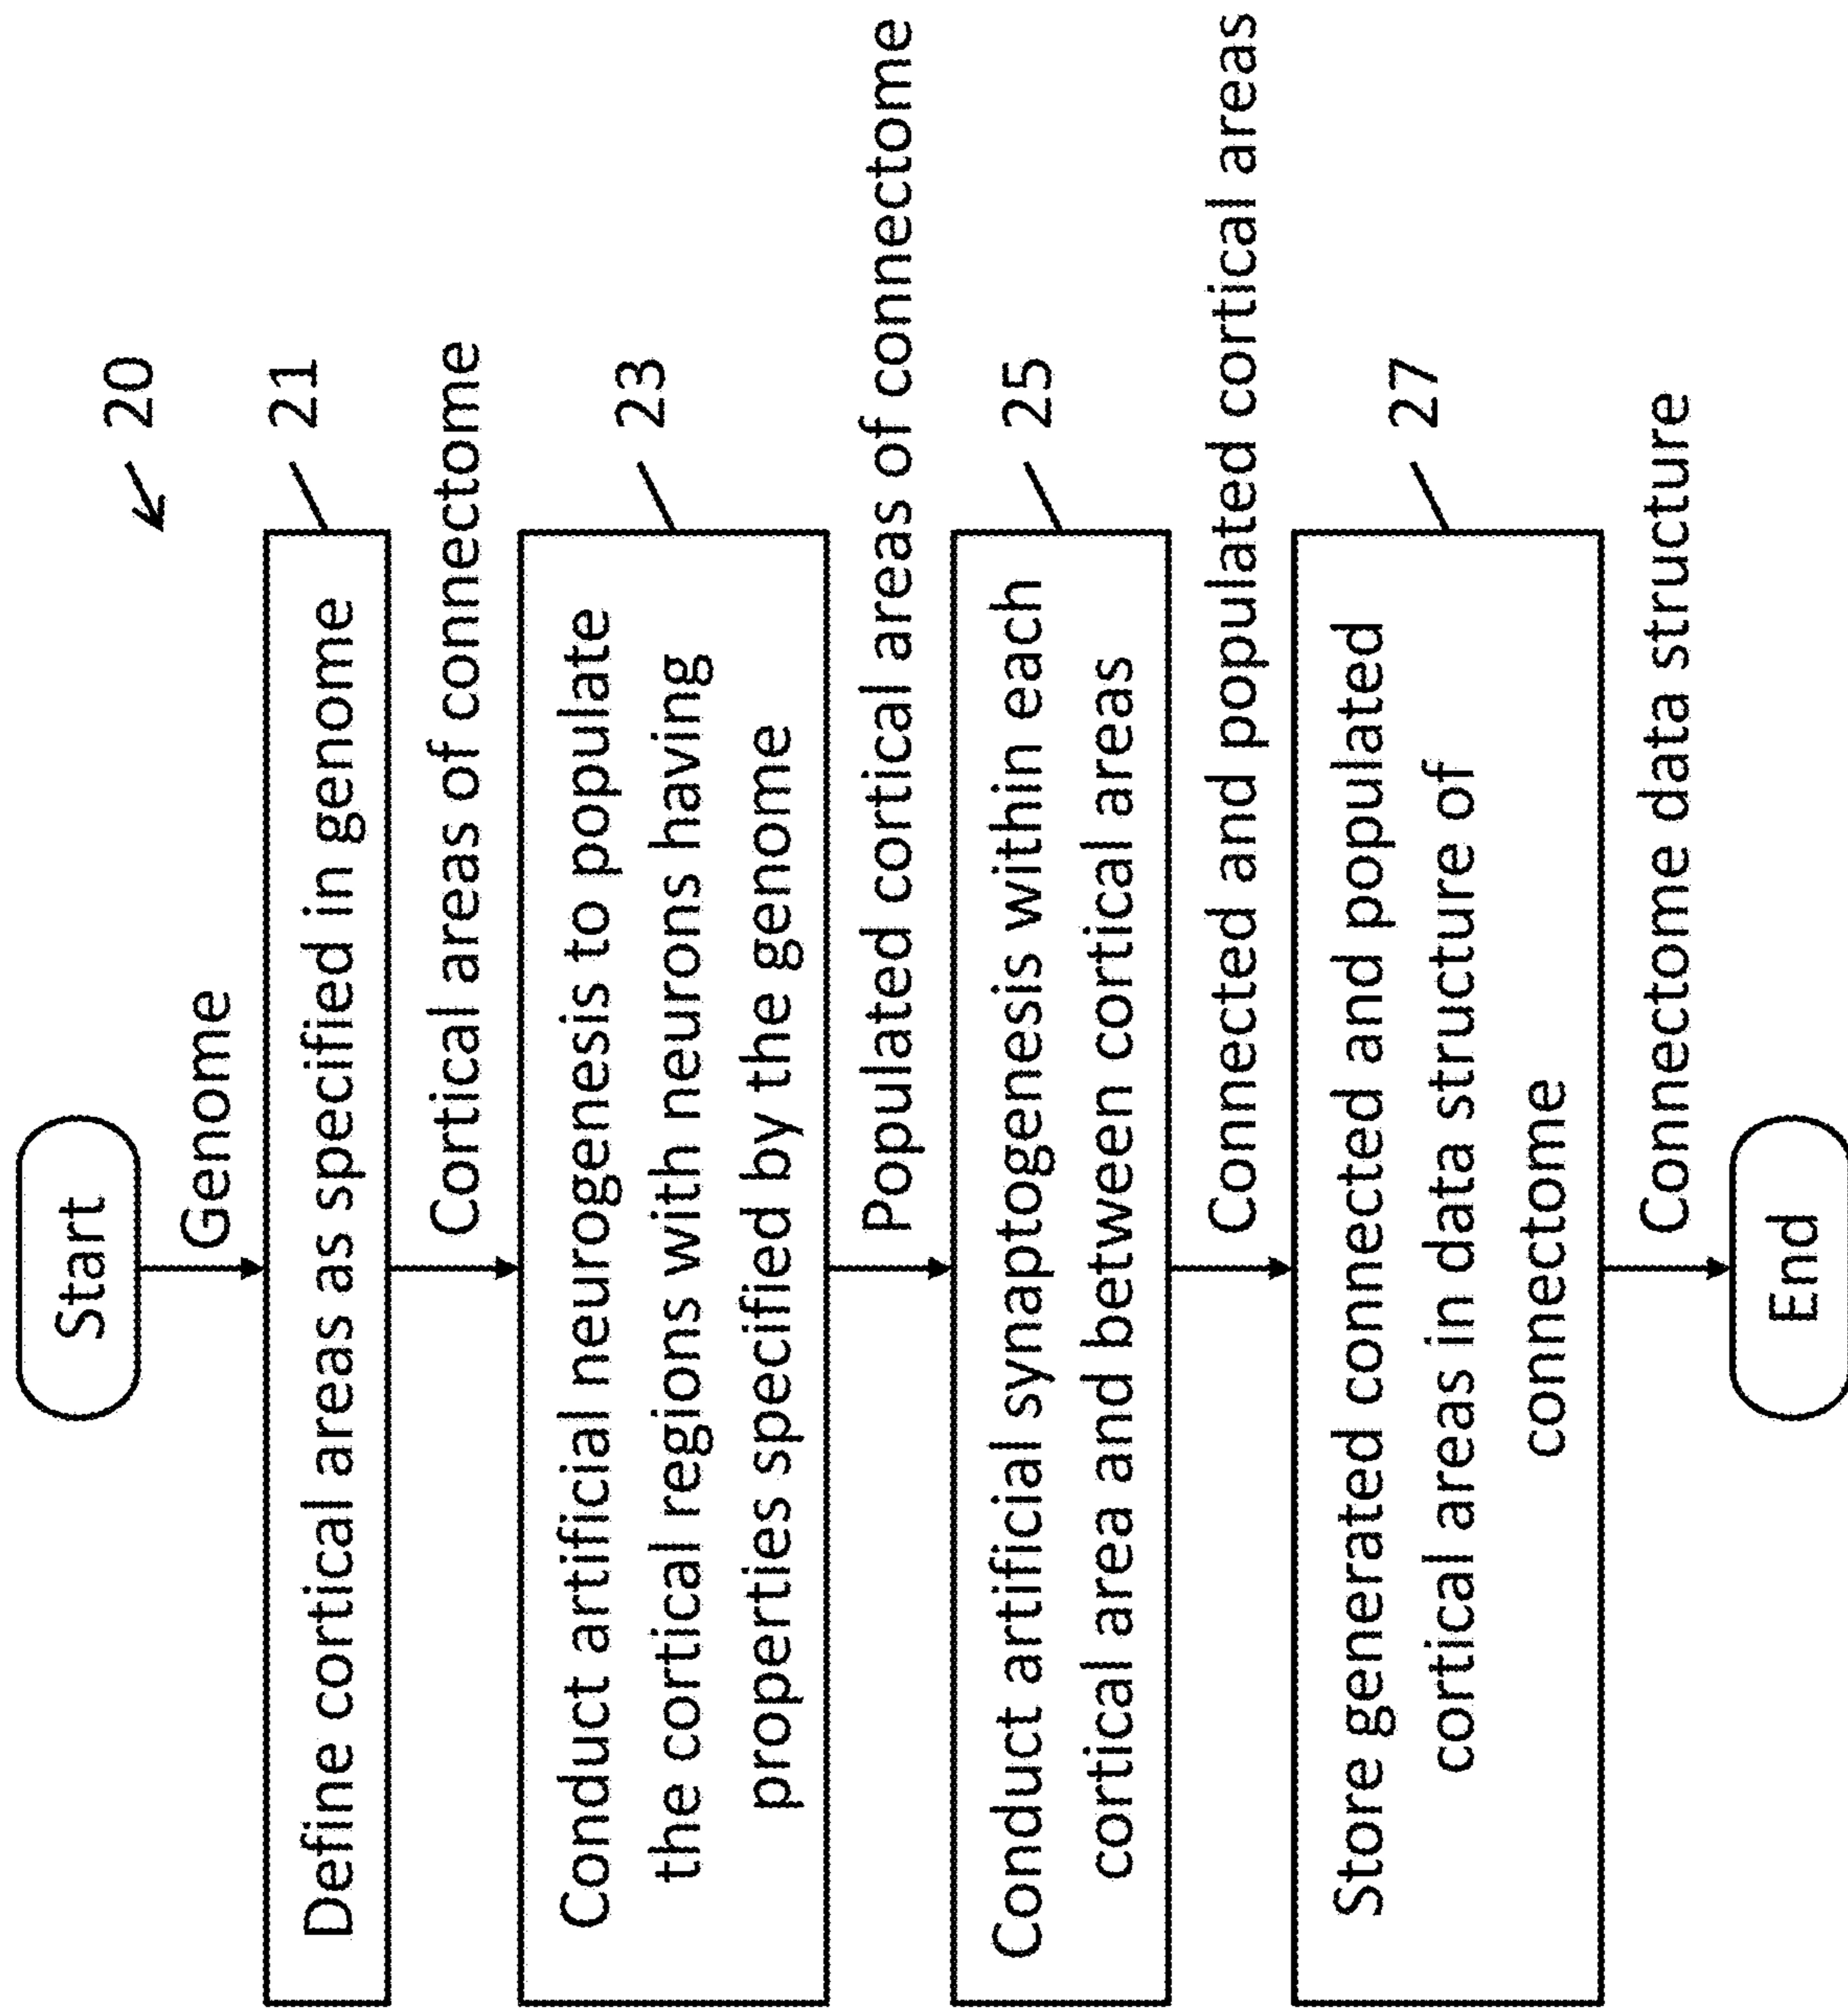 20
Start
Genome
21
Define cortical areas as specified in genome
Cortical areas of connectome
23
Conduct artificial neurogenesis to populate
the cortical regions with neurons having
properties specified by the genome
Populated cortical areas of connectome
25
Conduct artificial synaptogenesis within each
cortical area and between cortical areas
Connected and populated cortical areas
27
Store generated connected and populated
cortical areas in data structure of
connectome
Connectome data structure
End